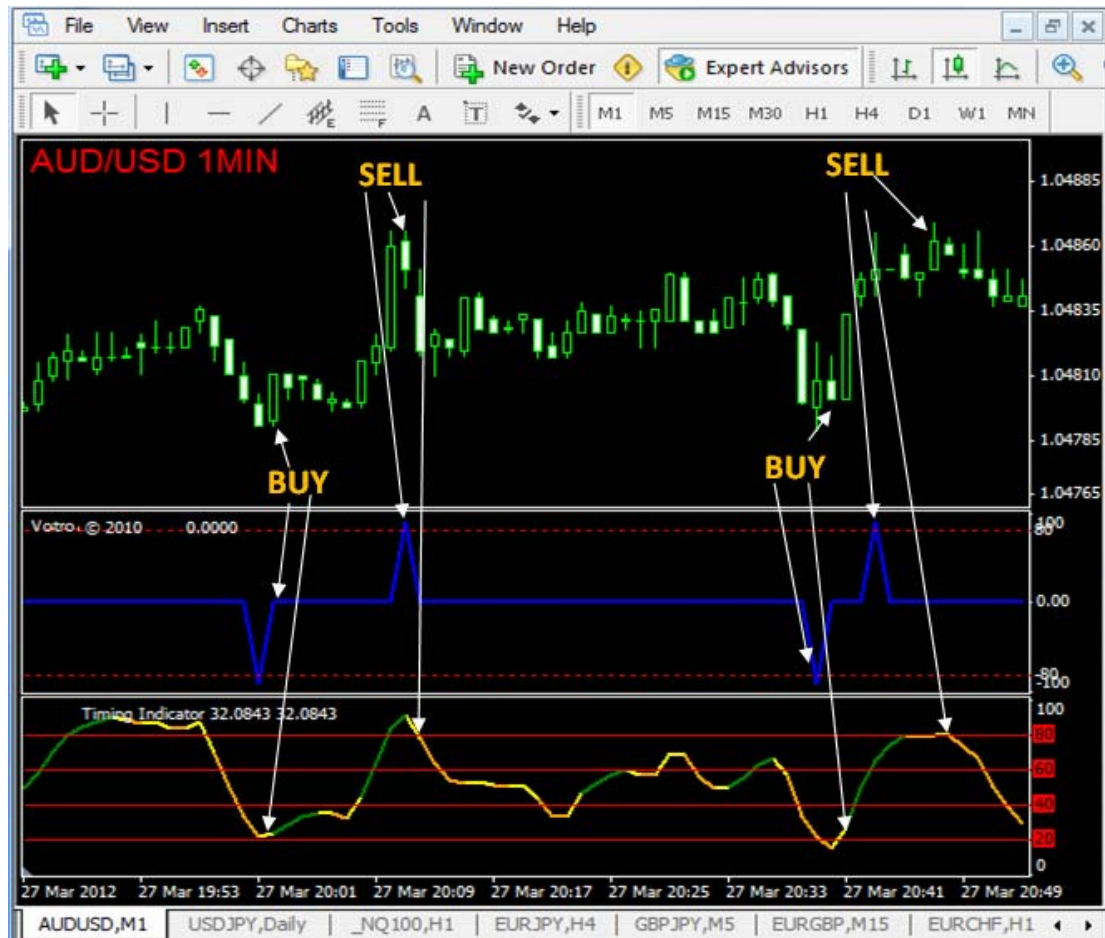 File View Insert Charts Tools Window Help
New Order Expert Advisors
E F A T M1 M5 M15 M30 H1 H4 D1 W1 MN
AUD/USD 1MIN
SELL
SELL
1.04885
1.04860
1.04835
1.04810
1.04785
1.04765
BUY
BUY
© 2010 0.0000
100
80
0.00
-80
-100
Timing Indicator 32.0843 32.0843
100
80
60
40
20
0
27 Mar 2012 27 Mar 19:53 27 Mar 20:01 27 Mar 20:09 27 Mar 20:17 27 Mar 20:25 27 Mar 20:33 27 Mar 20:41 27 Mar 20:49
AUDUSD,M1 USDJPY,Daily _NQ100,H1 EURJPY,H4 GBPJPY,M5 EURGBP,M15 EURCHF,H1